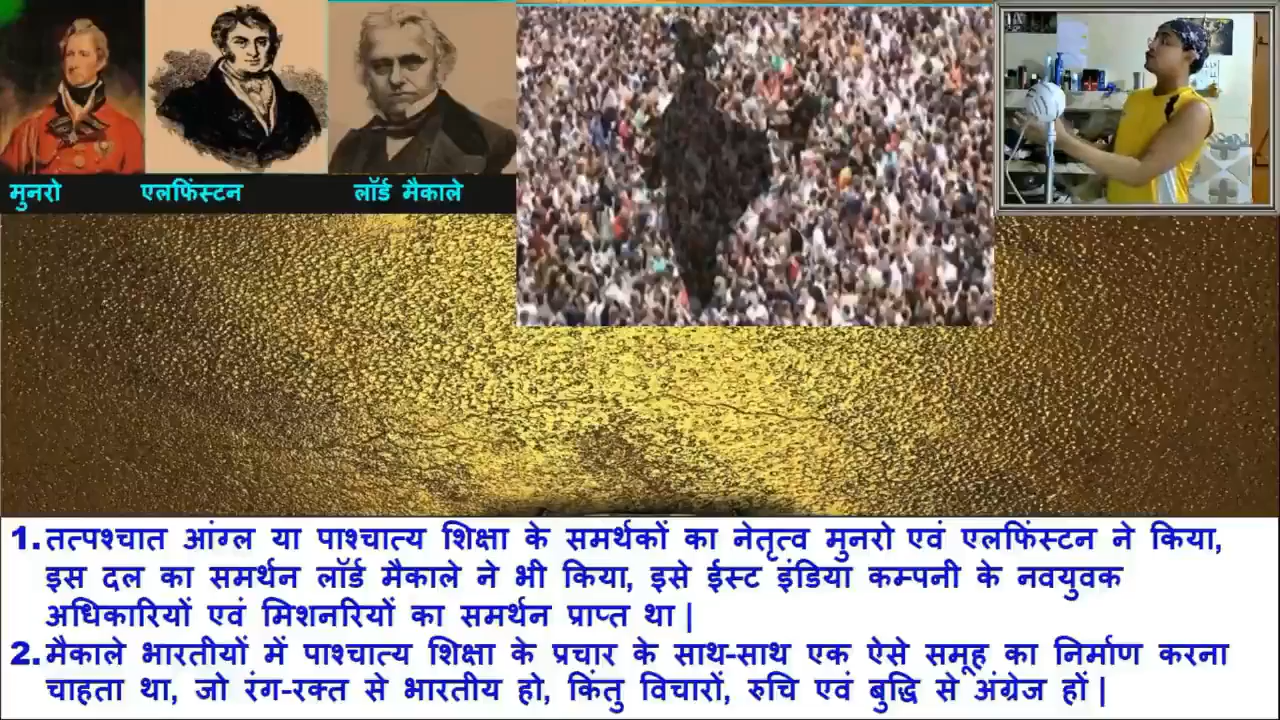 मुनरो एलफिंस्टन लॉर्ड मैकाले
1. तत्पश्चात आंग्ल या पाश्चात्य शिक्षा के समर्थकों का नेतृत्व मुनरो एवं एलफिंस्टन ने किया,
इस दल का समर्थन लॉर्ड मैकाले ने भी किया, इसे ईस्ट इंडिया कम्पनी के नवयुवक
अधिकारियों एवं मिशनरियों का समर्थन प्राप्त था |
2. मैकाले भारतीयों में पाश्चात्य शिक्षा के प्रचार के साथ-साथ एक ऐसे समूह का निर्माण करना
चाहता था, जो रंग-रक्त से भारतीय हो, किंतु विचारों, रुचि एवं बुद्धि से अंग्रेज हों |